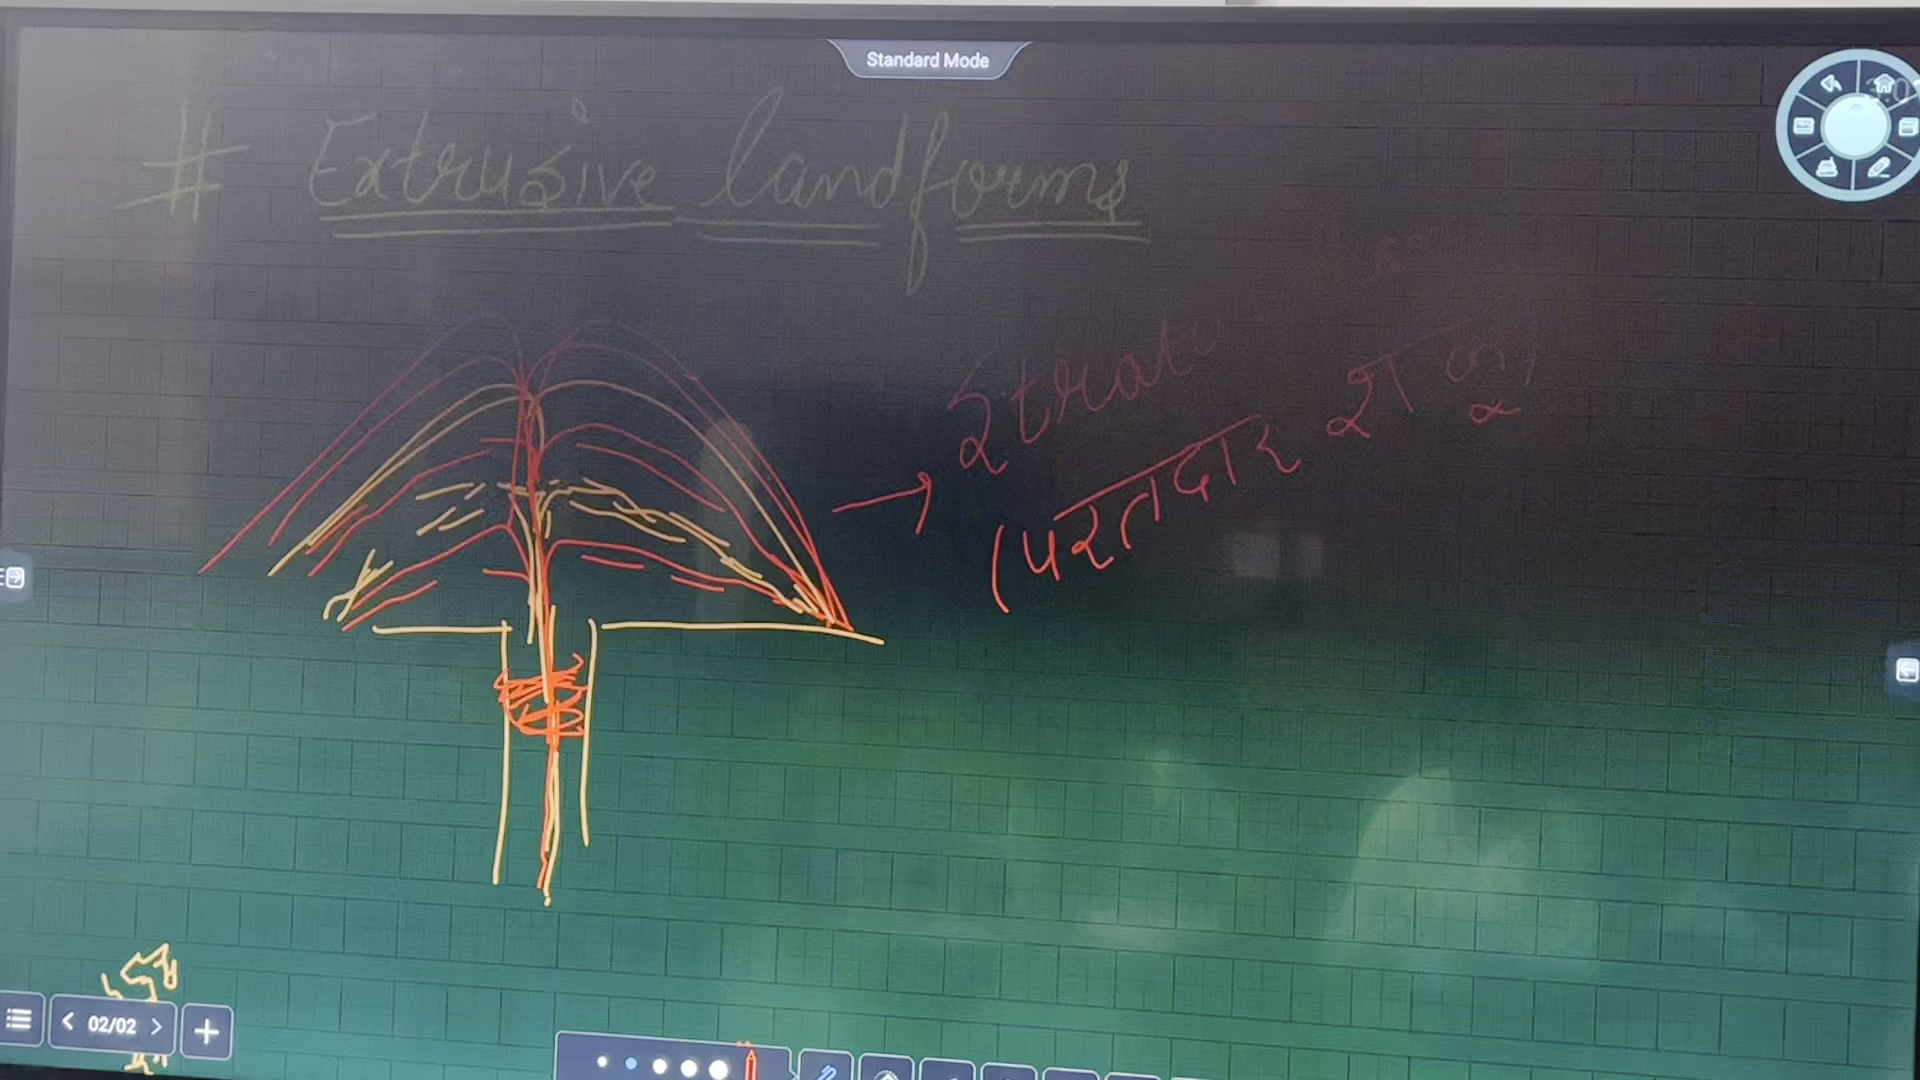 Standard Mode
# Extrusive landforms
→ Strato
(परतदार शंकु)
02/02